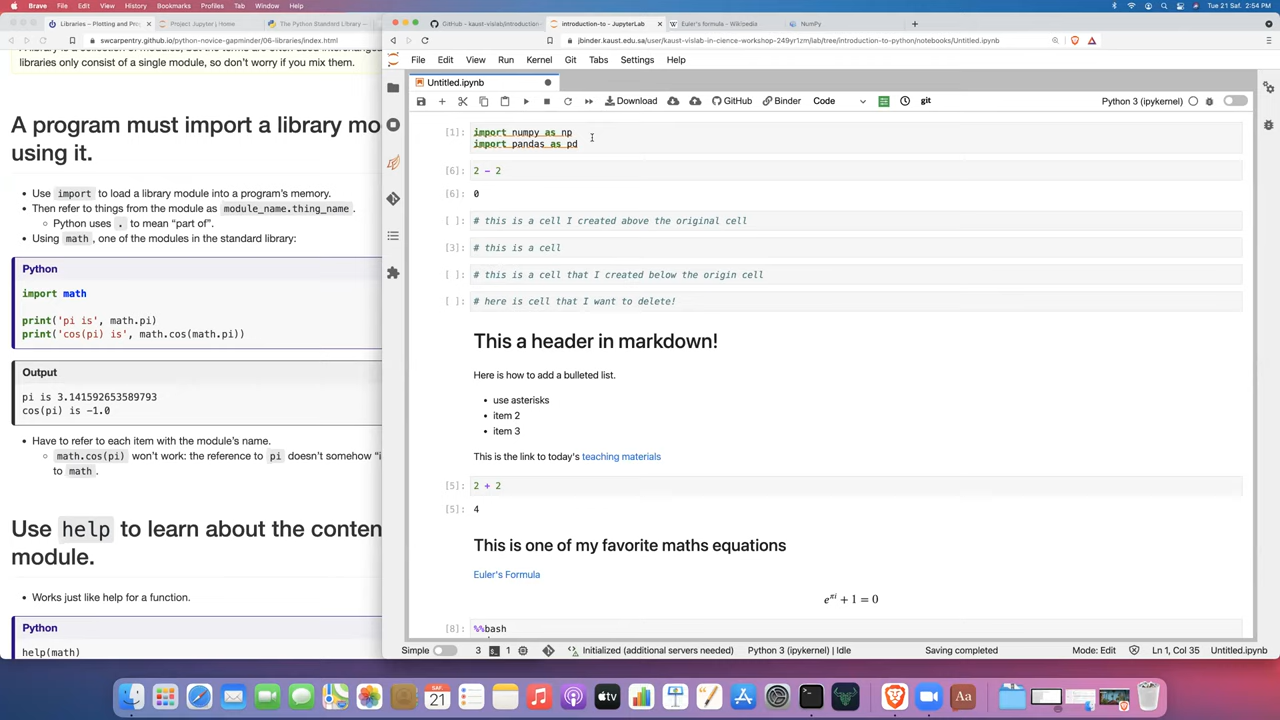 Brave File Edit View History Bookmarks Profiles Tab Window Help
Tue 21 Saf. 2:54 PM
Libraries – Plotting and Pro
Project Jupyter | Home
The Python Standard Library —
swcarpentry.github.io/python-novice-gapminder/06-libraries/index.html
libraries only consist of a single module, so don't worry if you mix them.
A program must import a library mo
using it.
Use import to load a library module into a program's memory.
Then refer to things from the module as module_name.thing_name.
Python uses . to mean "part of".
Using math, one of the modules in the standard library:
Python
import math
print('pi is', math.pi)
print('cos(pi) is', math.cos(math.pi))
Output
pi is 3.141592653589793
cos(pi) is -1.0
Have to refer to each item with the module's name.
math.cos(pi) won't work: the reference to pi doesn't somehow "i
to math.
Use help to learn about the conten
module.
Works just like help for a function.
Python
help(math)
GitHub - kaust-vislab/introduction
introduction-to - JupyterLab
Euler's formula - Wikipedia
NumPy
jbinder.kaust.edu.sa/user/kaust-vislab-in-cience-workshop-249yr1zm/lab/tree/introduction-to-python/notebooks/Untitled.ipynb
File Edit View Run Kernel Git Tabs Settings Help
Untitled.ipynb
Download GitHub Binder Code git Python 3 (ipykernel)
[1]: import numpy as np
import pandas as pd
[6]: 2 - 2
[6]: 0
[ ]: # this is a cell I created above the original cell
[3]: # this is a cell
[ ]: # this is a cell that I created below the origin cell
[ ]: # here is cell that I want to delete!
This a header in markdown!
Here is how to add a bulleted list.
use asterisks
item 2
item 3
This is the link to today's teaching materials
[5]: 2 + 2
[5]: 4
This is one of my favorite maths equations
Euler's Formula
e^{πi} + 1 = 0
[8]: %%bash
Simple 3 1 Initialized (additional servers needed) Python 3 (ipykernel) | Idle Saving completed Mode: Edit Ln 1, Col 35 Untitled.ipynb